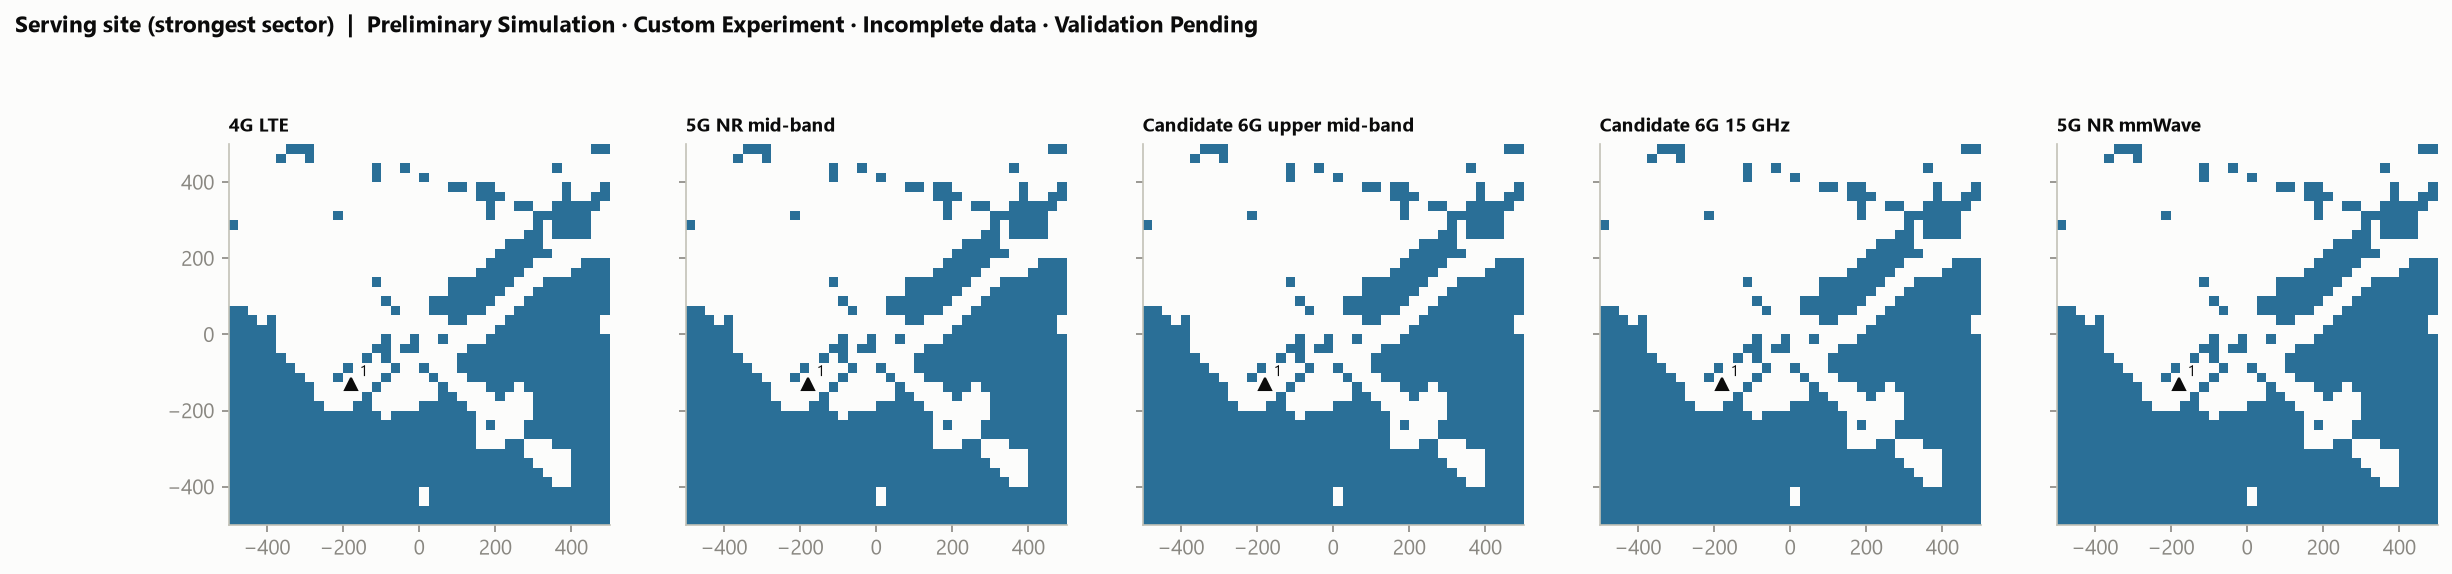 Serving site (strongest sector) | Preliminary Simulation · Custom Experiment · Incomplete data · Validation Pending
4G LTE
5G NR mid-band
Candidate 6G upper mid-band
Candidate 6G 15 GHz
5G NR mmWave
400
200
0
−200
−400
1
1
1
1
1
−400 −200 0 200 400
−400 −200 0 200 400
−400 −200 0 200 400
−400 −200 0 200 400
−400 −200 0 200 400